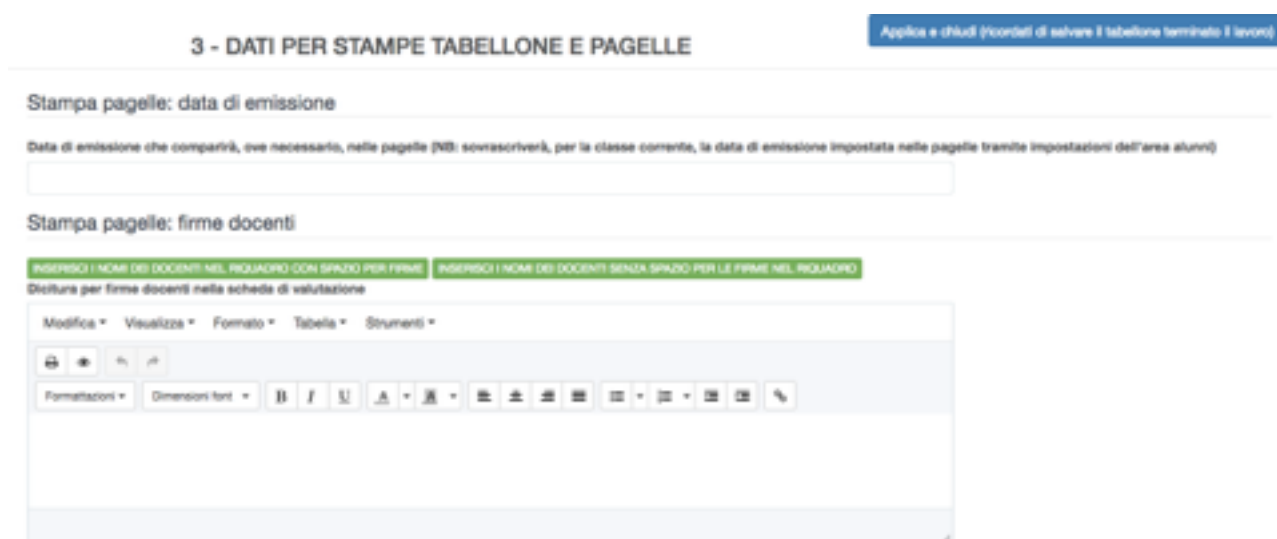 Applica e chiudi (ricordati di salvare il tabellone terminato il lavoro)
3 - DATI PER STAMPE TABELLONE E PAGELLE
Stampa pagelle: data di emissione
Data di emissione che comparirà, ove necessario, nelle pagelle (NB: sovrascriverà, per la classe corrente, la data di emissione impostata nelle pagelle tramite impostazioni dell'area alunni)
Stampa pagelle: firme docenti
INSERISCI I NOMI DEI DOCENTI NEL RIQUADRO CON SPAZIO PER FIRME INSERISCI I NOMI DEI DOCENTI SENZA SPAZIO PER LE FIRME NEL RIQUADRO
Dicitura per firme docenti nella scheda di valutazione
Modifica Visualizza Formato Tabella Strumenti
Formattazioni Dimensioni font B I U A A